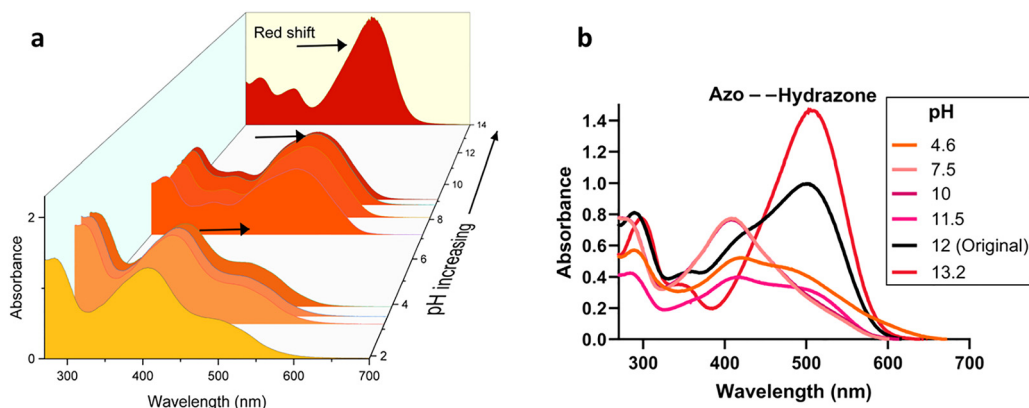 a
Red shift
14
12
10
8
6
4
2
pH increasing
2
1
0
Absorbance
300 400 500 600 700
Wavelength (nm)
b
Azo – –Hydrazone
1.4
1.2
1.0
0.8
0.6
0.4
0.2
0.0
Absorbance
300 400 500 600 700
Wavelength (nm)
pH
4.6
7.5
10
11.5
12 (Original)
13.2